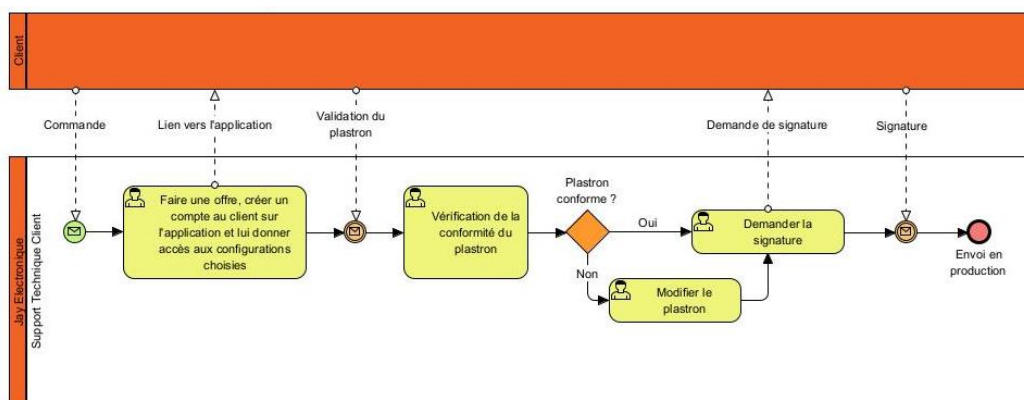 Client
Commande
Lien vers l'application
Validation du
plastron
Demande de signature
Signature
Jay Electronique
Support Technique Client
Faire une offre, créer un
compte au client sur
l'application et lui donner
accès aux configurations
choisies
Vérification de la
conformité du
plastron
Plastron
conforme ?
Oui
Non
Demander la
signature
Modifier le
plastron
Envoi en
production